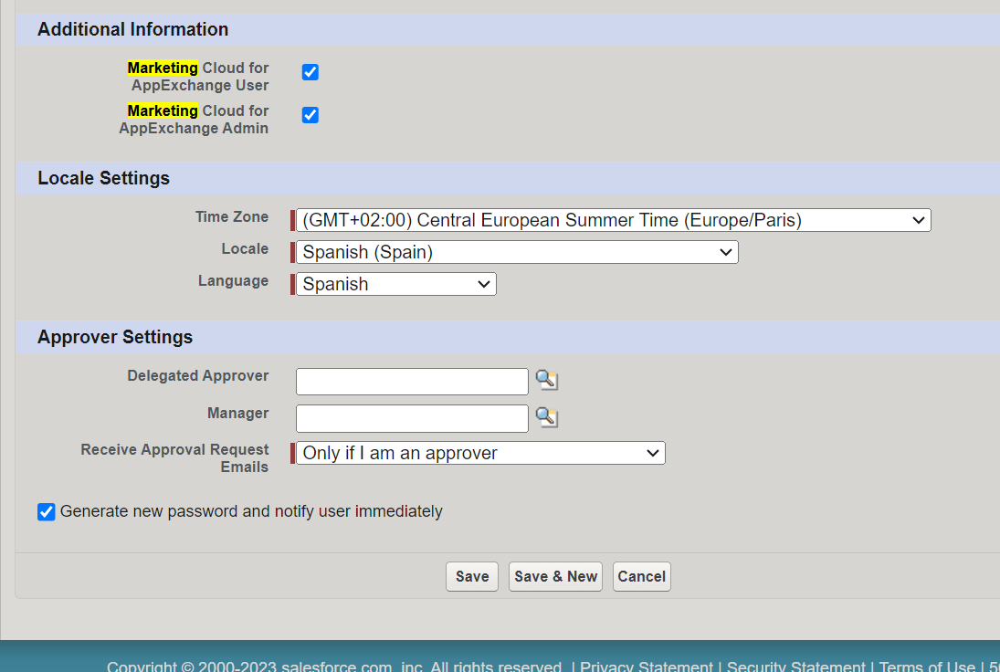 Additional Information
Marketing Cloud for
AppExchange User
Marketing Cloud for
AppExchange Admin
Locale Settings
Time Zone
(GMT+02:00) Central European Summer Time (Europe/Paris)
Locale
Spanish (Spain)
Language
Spanish
Approver Settings
Delegated Approver
Manager
Receive Approval Request
Emails
Only if I am an approver
Generate new password and notify user immediately
Save
Save & New
Cancel
Copyright © 2000-2023 salesforce.com, inc. All rights reserved. | Privacy Statement | Security Statement | Terms of Use |